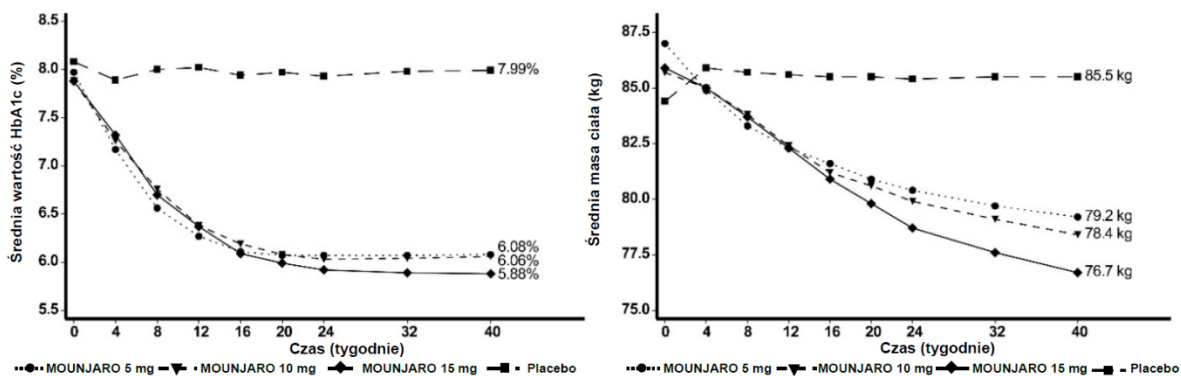 Średnia wartość HbA1c (%)
8.5
8.0
7.5
7.0
6.5
6.0
5.5
7.99%
6.08%
6.06%
5.88%
0 4 8 12 16 20 24 32 40
Czas (tygodnie)
MOUNJARO 5 mg MOUNJARO 10 mg MOUNJARO 15 mg Placebo
Średnia masa ciała (kg)
87.5
85.0
82.5
80.0
77.5
75.0
85.5 kg
79.2 kg
78.4 kg
76.7 kg
0 4 8 12 16 20 24 32 40
Czas (tygodnie)
MOUNJARO 5 mg MOUNJARO 10 mg MOUNJARO 15 mg Placebo